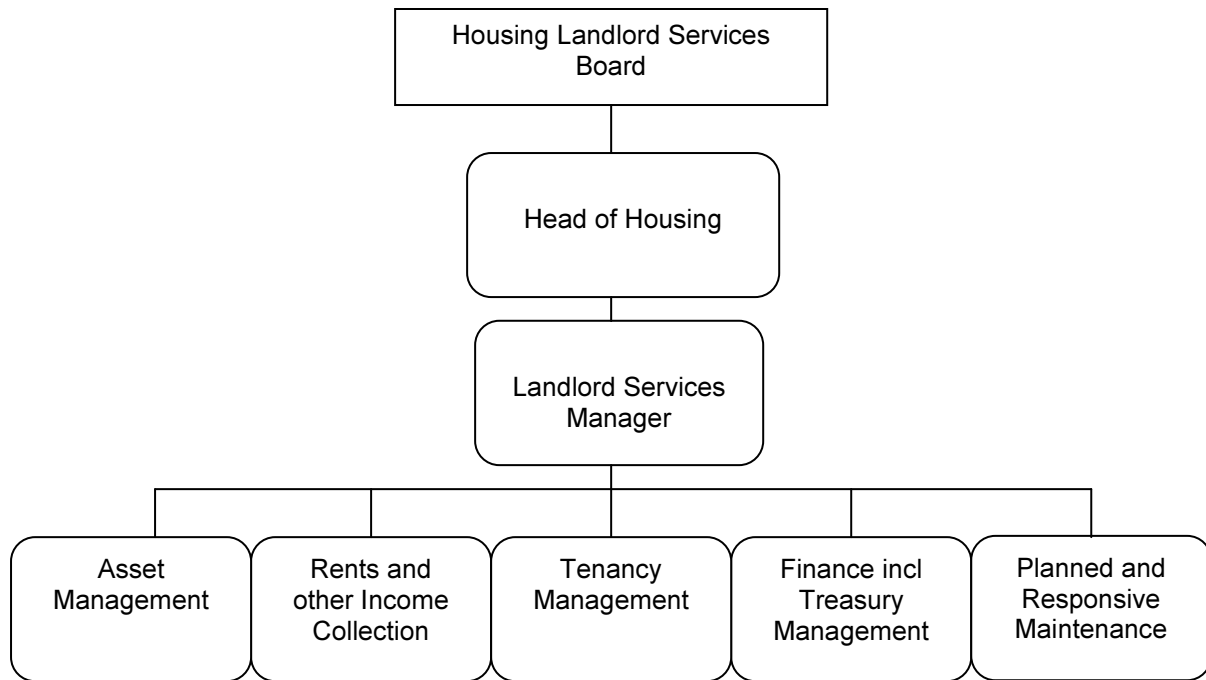 Housing Landlord Services
Board
Head of Housing
Landlord Services
Manager
Asset
Management
Rents and
other Income
Collection
Tenancy
Management
Finance incl
Treasury
Management
Planned and
Responsive
Maintenance